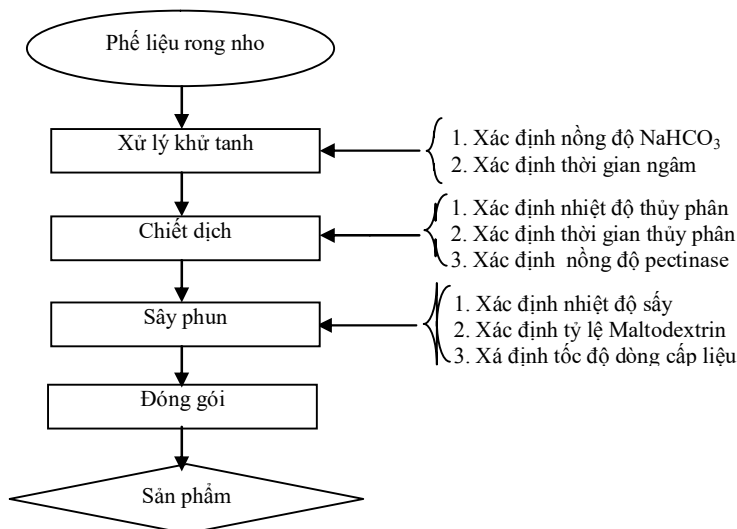 Phế liệu rong nho
Xử lý khử tanh
1. Xác định nồng độ NaHCO₃
2. Xác định thời gian ngâm
Chiết dịch
1. Xác định nhiệt độ thủy phân
2. Xác định thời gian thủy phân
3. Xác định nồng độ pectinase
Sây phun
1. Xác định nhiệt độ sấy
2. Xác định tỷ lệ Maltodextrin
3. Xá định tốc độ dòng cấp liệu
Đóng gói
Sản phẩm